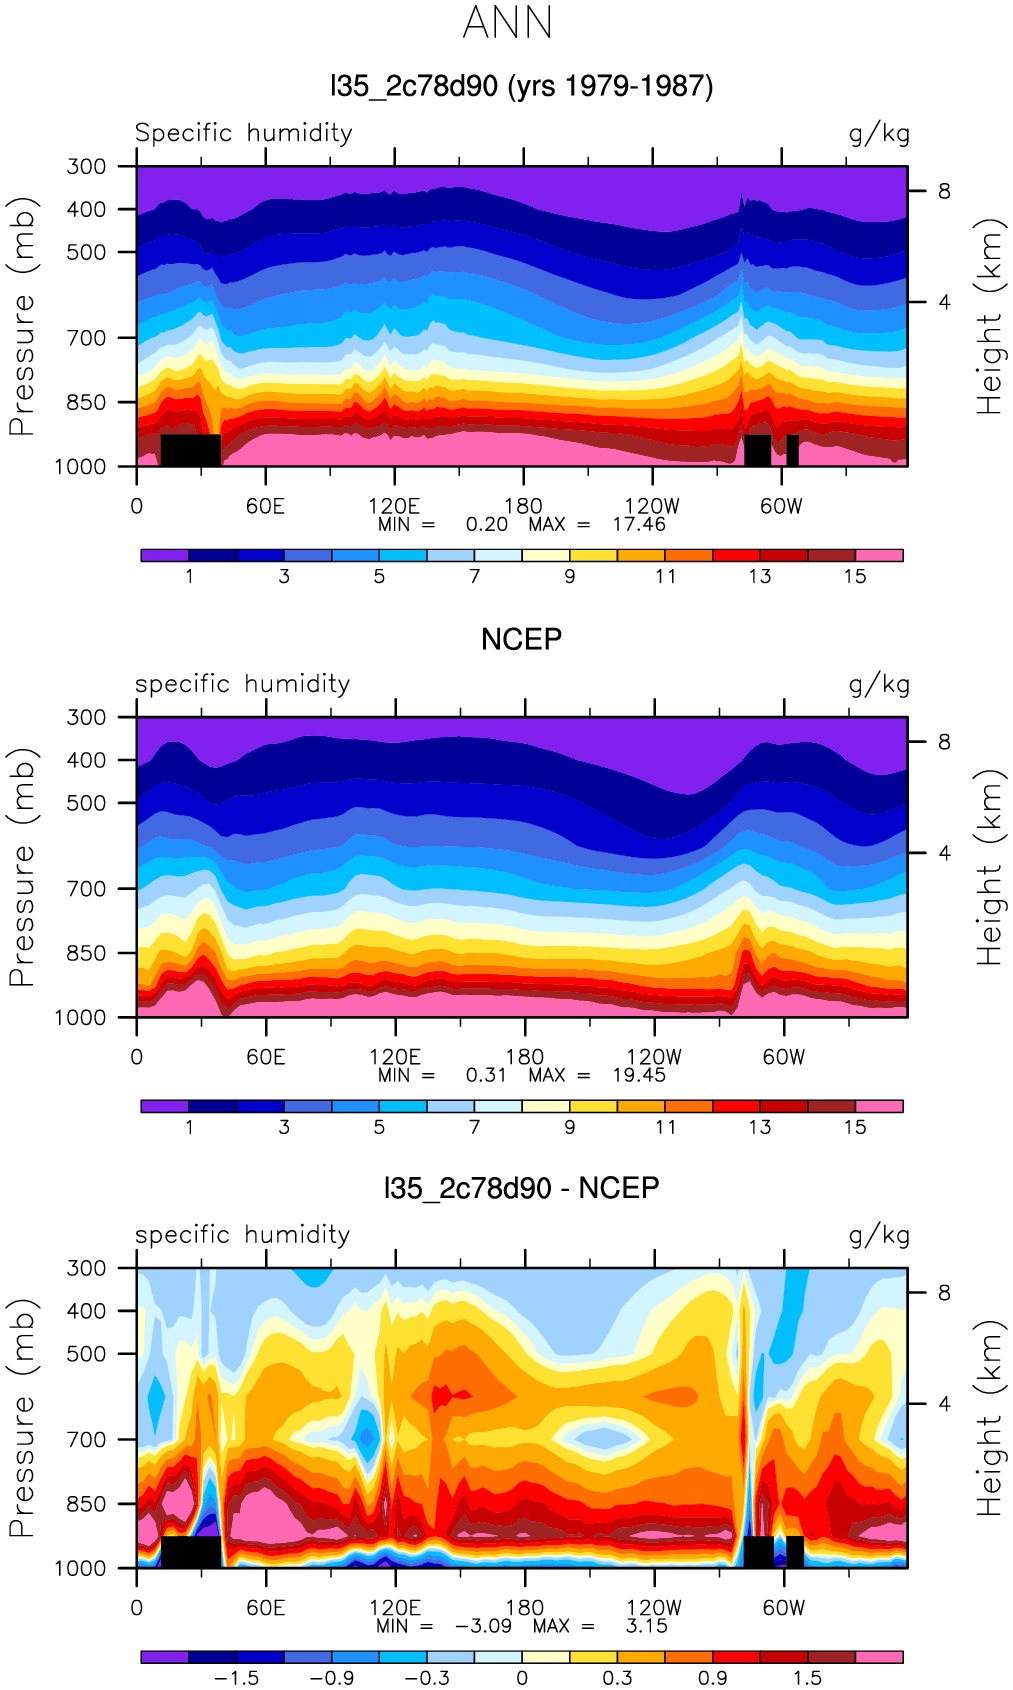 ANN
l35_2c78d90 (yrs 1979-1987)
Specific humidity g/kg
Pressure (mb)
300
400
500
700
850
1000
8
4
Height (km)
0 60E 120E 180 120W 60W
MIN = 0.20 MAX = 17.46
1 3 5 7 9 11 13 15
NCEP
specific humidity g/kg
Pressure (mb)
300
400
500
700
850
1000
8
4
Height (km)
0 60E 120E 180 120W 60W
MIN = 0.31 MAX = 19.45
1 3 5 7 9 11 13 15
l35_2c78d90 - NCEP
specific humidity g/kg
Pressure (mb)
300
400
500
700
850
1000
8
4
Height (km)
0 60E 120E 180 120W 60W
MIN = -3.09 MAX = 3.15
-1.5 -0.9 -0.3 0 0.3 0.9 1.5